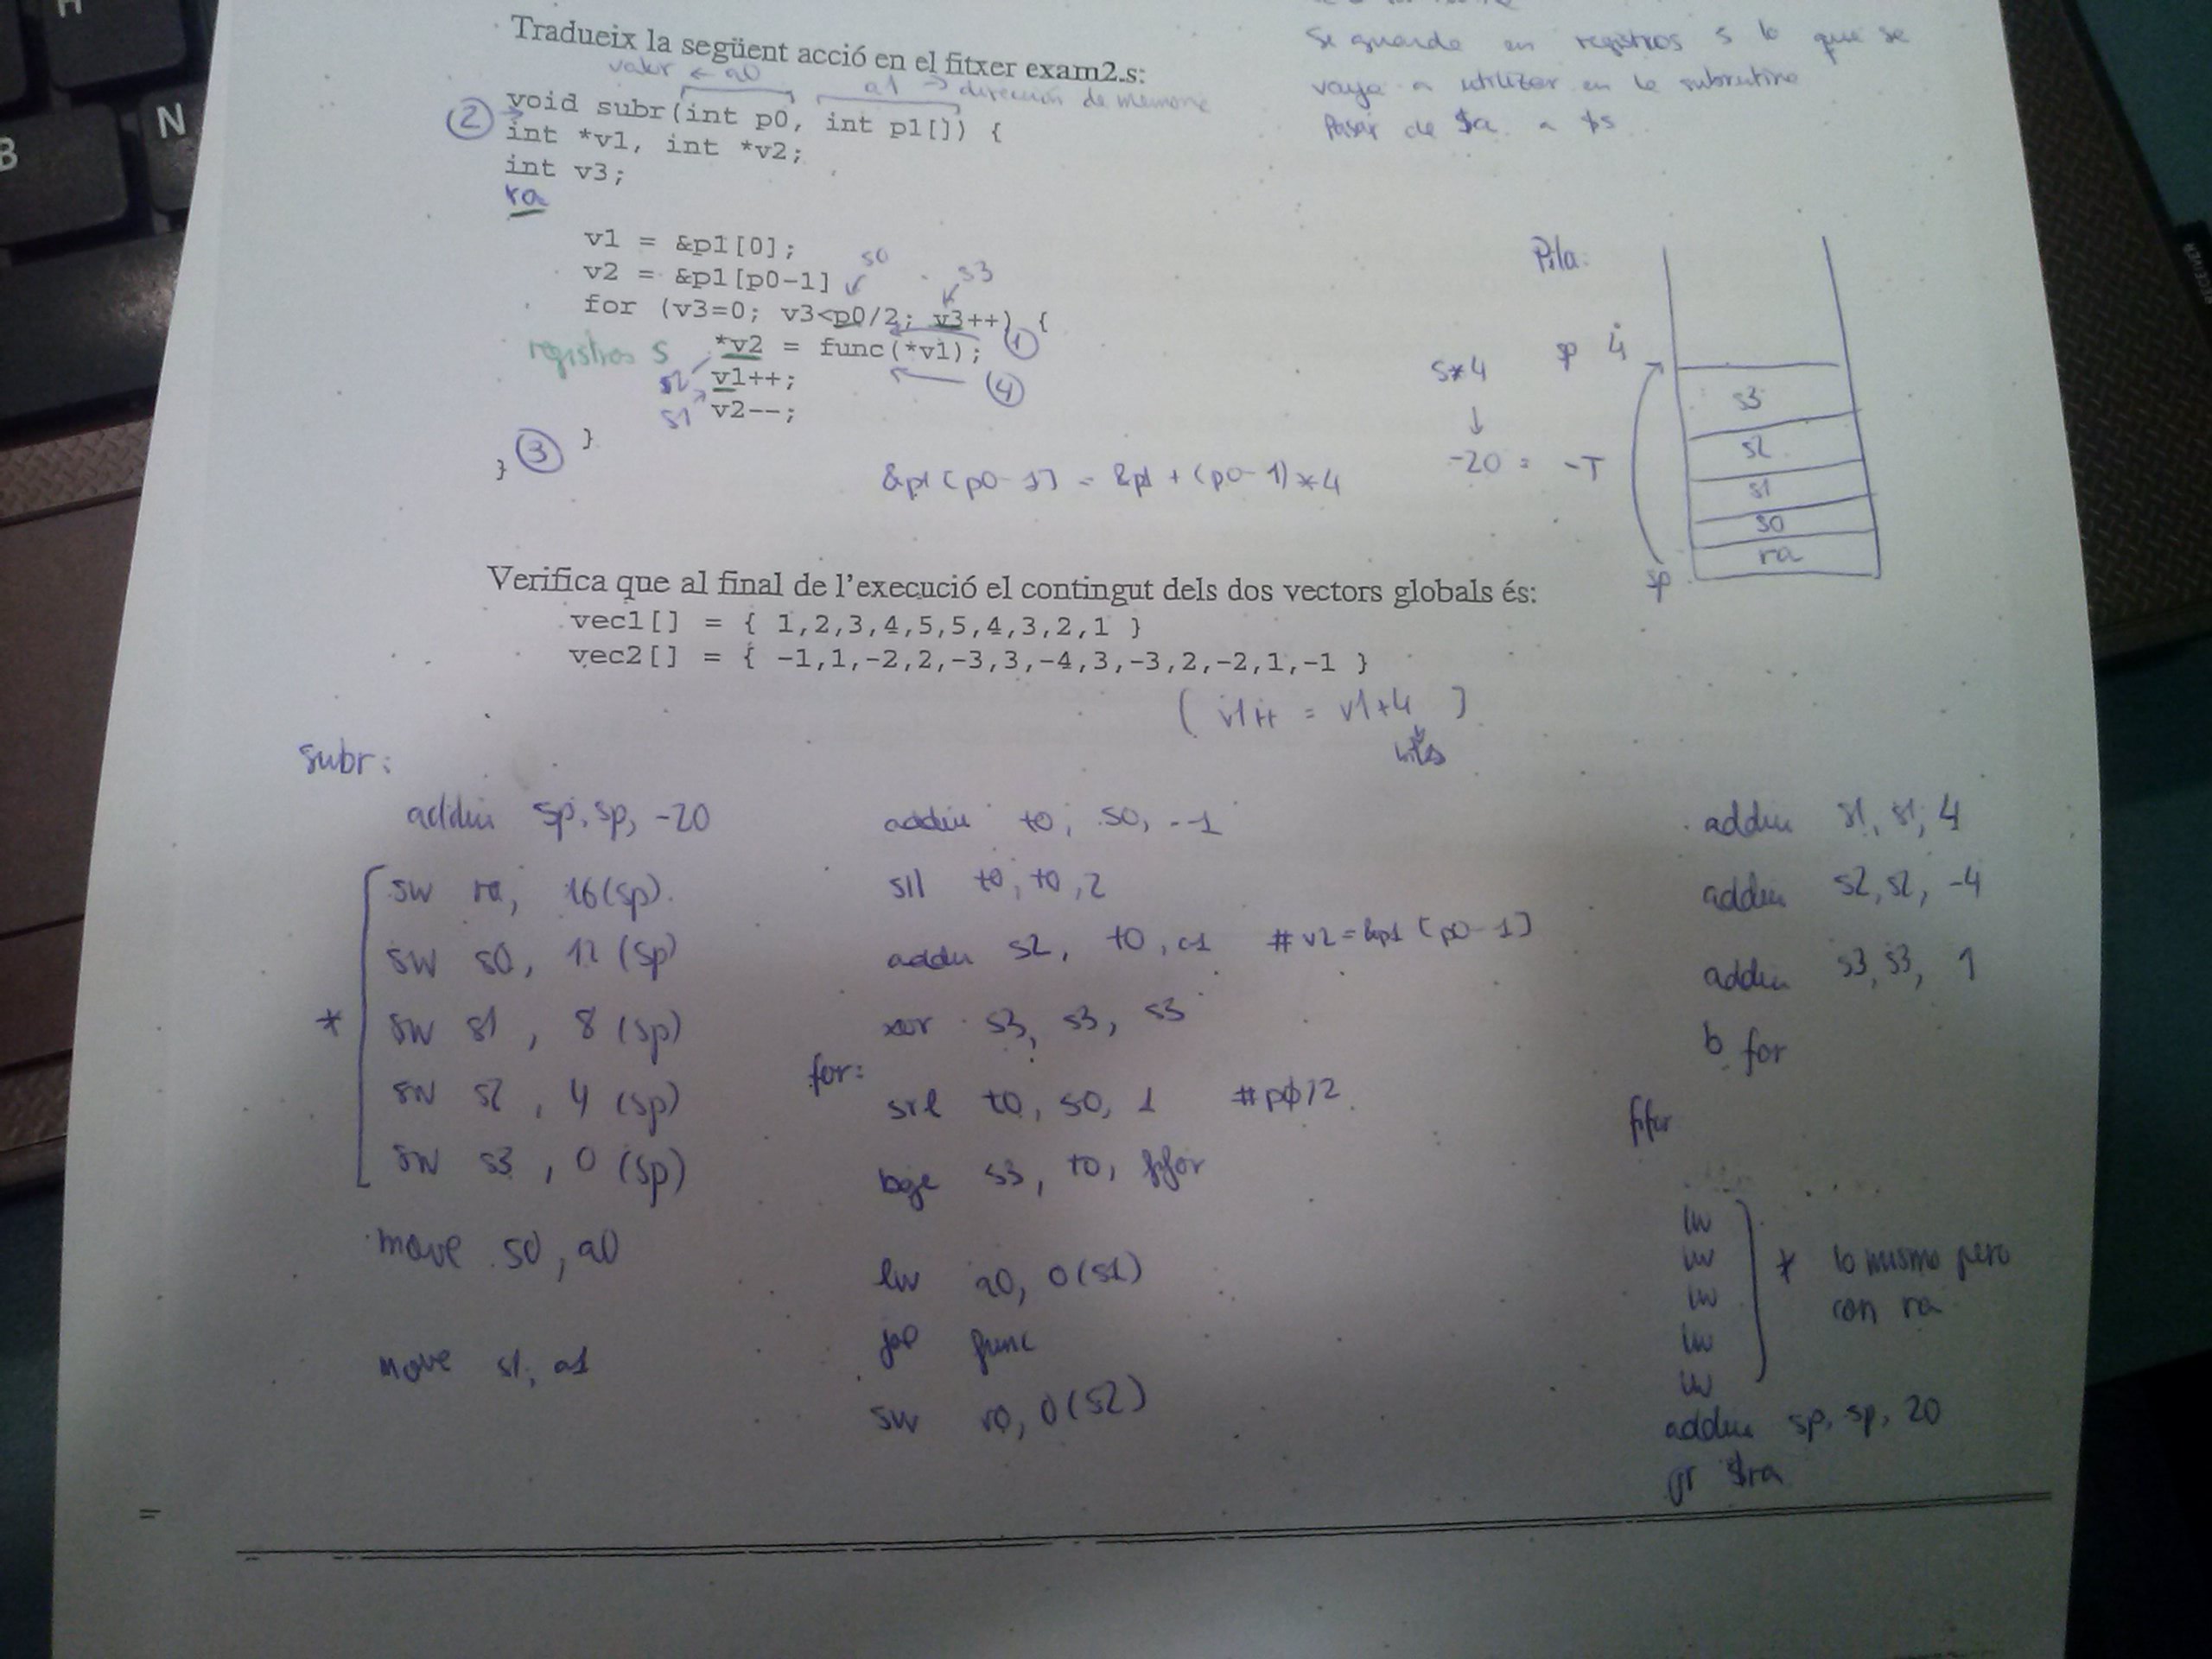 Tradueix la següent acció en el fitxer exam2.s:
valor ← a0
a1 → dirección de memoria
② void subr(int p0, int p1[]) {
int *v1, int *v2;
int v3;
ra
v1 = &p1[0];
v2 = &p1[p0-1]
s0
s3
for (v3=0; v3<p0/2; v3++) {
registros S
*v2 = func(*v1); ①
s2 v1++; ④
s1 v2--;
}
} ③
Se guarda en registros s lo que se
vaya a utilizar en la subrutina
Pasar de $a a $s
Pila:
sp
s3
s2
s1
s0
ra
sp
5*4
↓
-20 = -T
&p1[p0-1] = &p1 + (p0-1)*4
Verifica que al final de l'execució el contingut dels dos vectors globals és:
vec1[] = { 1,2,3,4,5,5,4,3,2,1 }
vec2[] = { -1,1,-2,2,-3,3,-4,3,-3,2,-2,1,-1 }
( v1++ = v1+4 ]
subr:
addiu sp, sp, -20
sw ra, 16(sp)
sw s0, 12(sp)
*
sw s1, 8(sp)
sw s2, 4(sp)
sw s3, 0(sp)
move s0, a0
move s1, a1
addiu t0, s0, -1
sll t0, t0, 2
addu s2, t0, a1 # v2=&p1[p0-1]
xor s3, s3, s3
for:
srl t0, s0, 1 #p0/2
bge s3, t0, ffor
lw a0, 0(s1)
jal func
sw v0, 0(s2)
addiu s1, s1, 4
addiu s2, s2, -4
addiu s3, s3, 1
b for
ffor
lw
lw
lw
lw
lw
* lo mismo pero
con ra
addiu sp, sp, 20
jr $ra
=